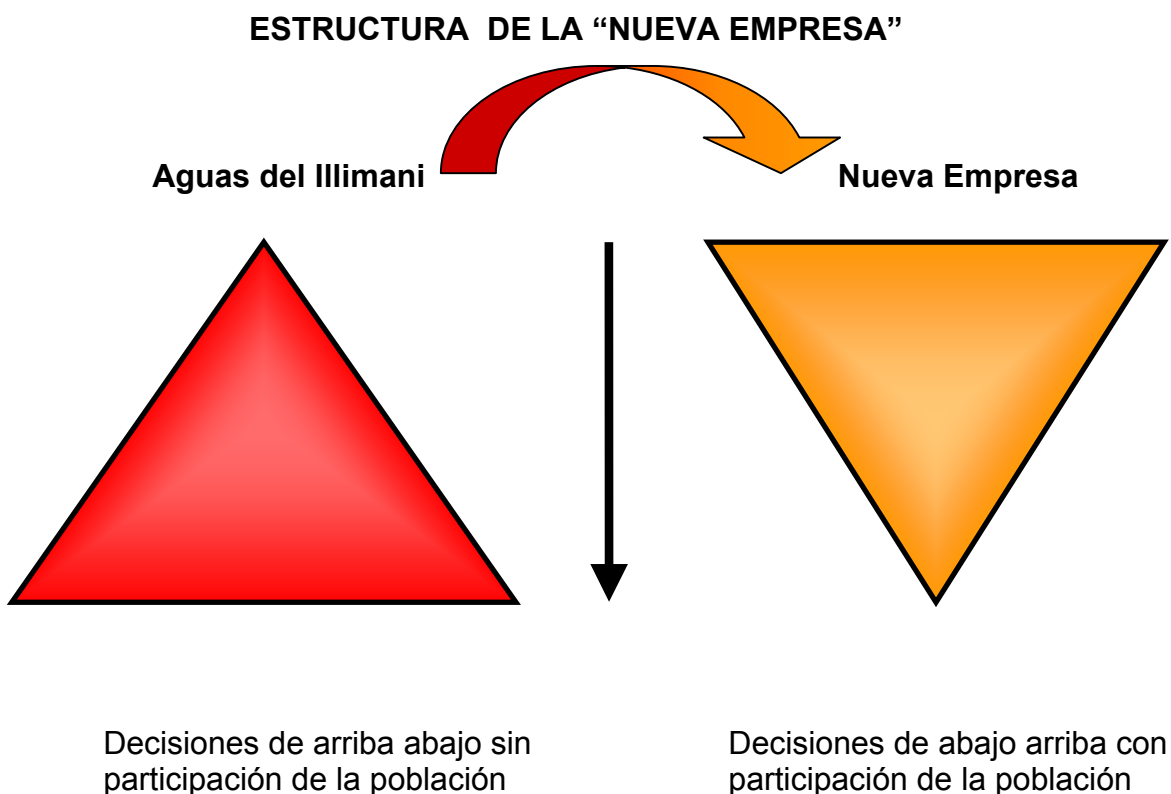 ESTRUCTURA DE LA “NUEVA EMPRESA”
Aguas del Illimani
Nueva Empresa
Decisiones de arriba abajo sin
participación de la población
Decisiones de abajo arriba con
participación de la población